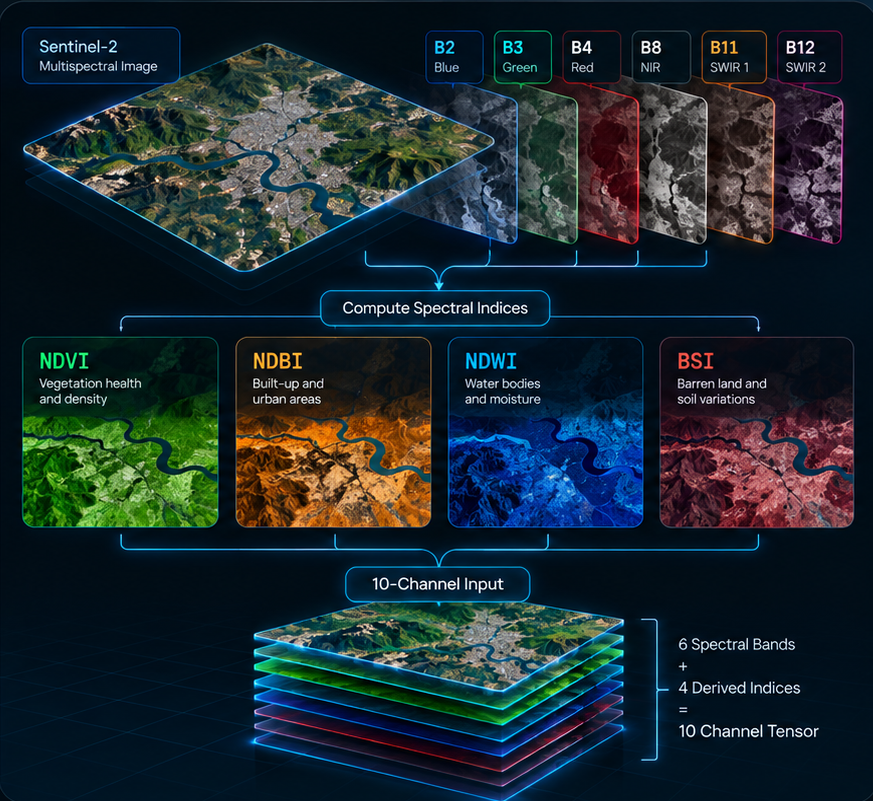 Sentinel-2
Multispectral Image
B2
Blue
B3
Green
B4
Red
B8
NIR
B11
SWIR 1
B12
SWIR 2
Compute Spectral Indices
NDVI
Vegetation health
and density
NDBI
Built-up and
urban areas
NDWI
Water bodies
and moisture
BSI
Barren land and
soil variations
10-Channel Input
6 Spectral Bands
+
4 Derived Indices
=
10 Channel Tensor